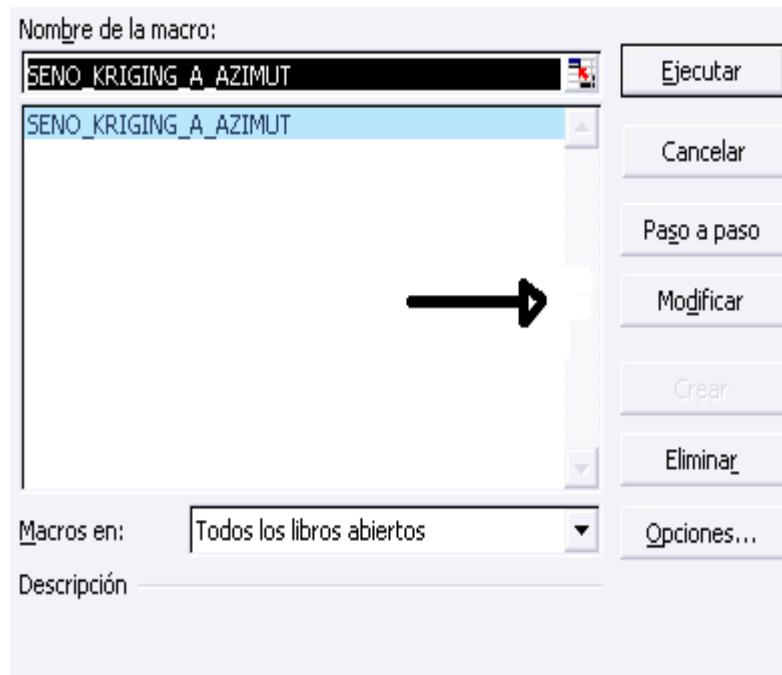 Nombre de la macro:
SENO_KRIGING_A_AZIMUT
SENO_KRIGING_A_AZIMUT
Ejecutar
Cancelar
Paso a paso
Modificar
Crear
Eliminar
Macros en:
Todos los libros abiertos
Opciones...
Descripción